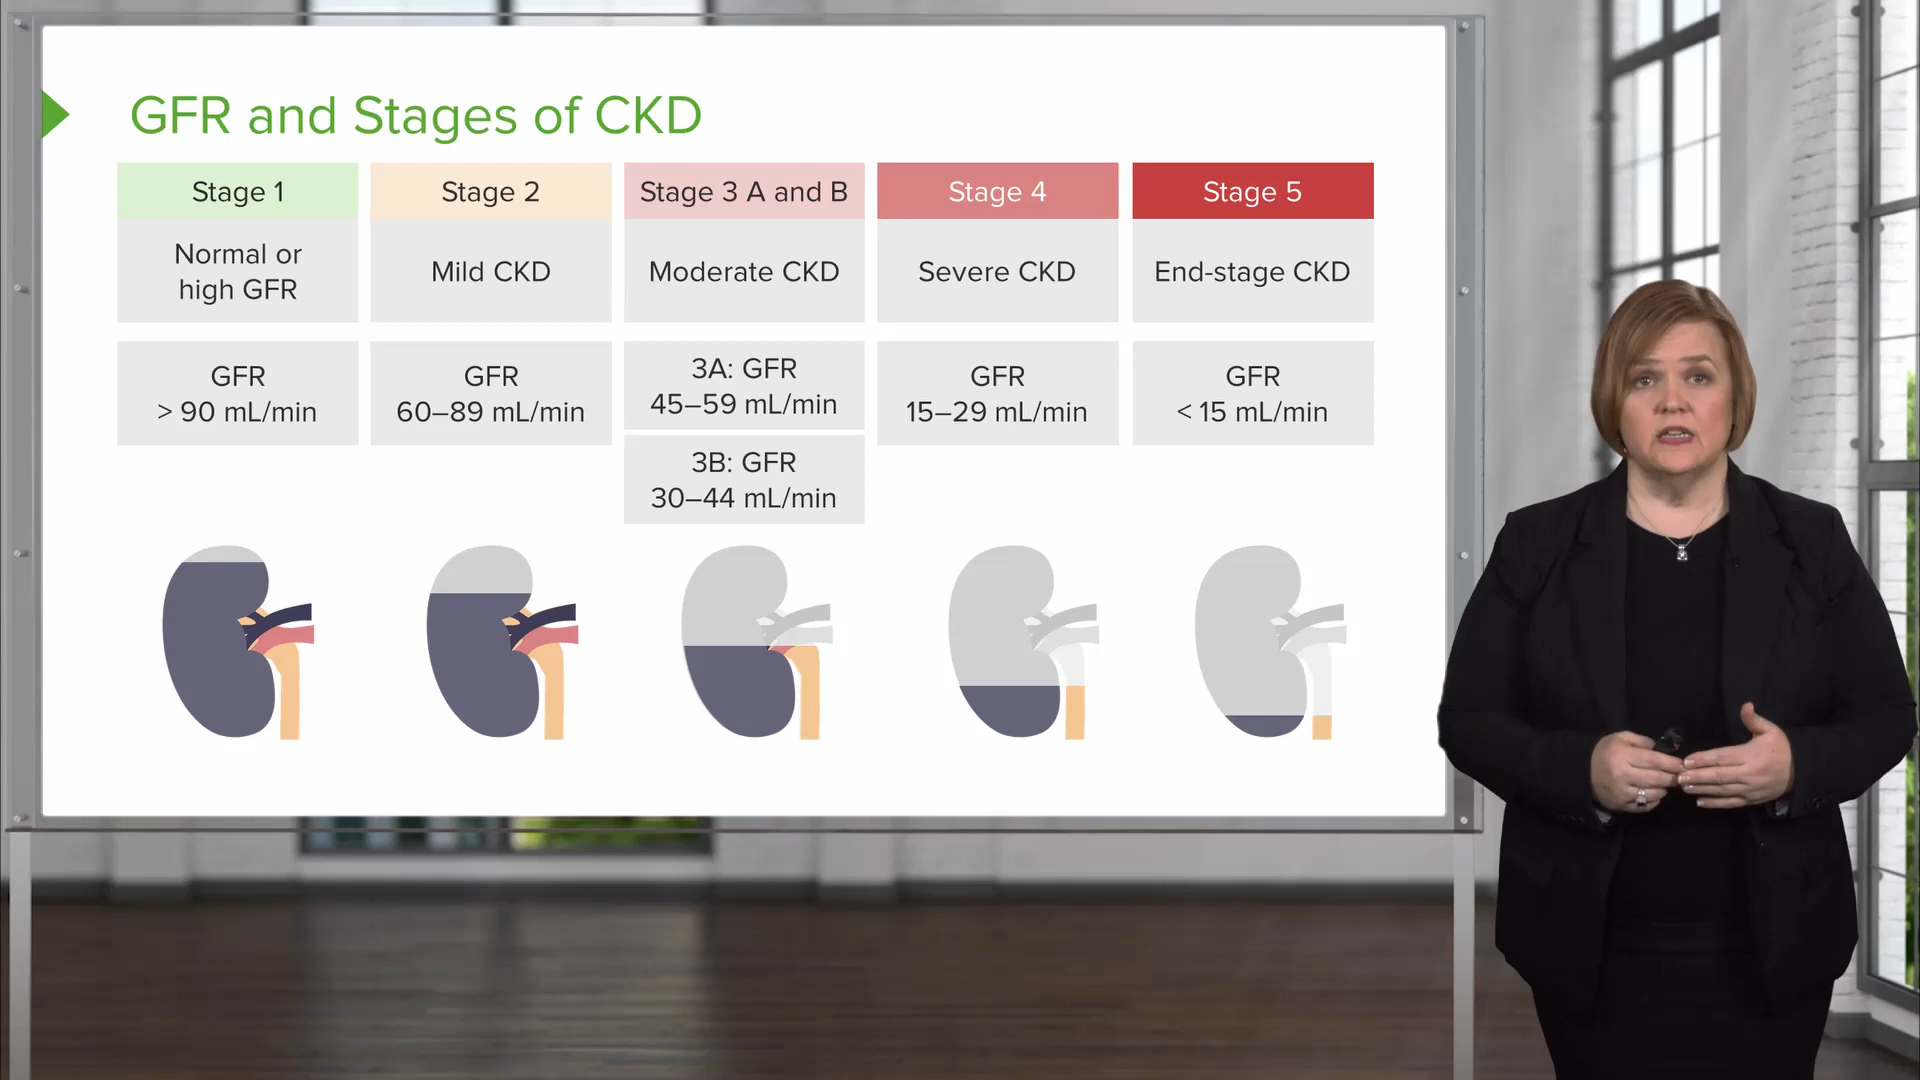 GFR and Stages of CKD
Stage 1
Normal or
high GFR
GFR
> 90 mL/min
Stage 2
Mild CKD
GFR
60–89 mL/min
Stage 3 A and B
Moderate CKD
3A: GFR
45–59 mL/min
3B: GFR
30–44 mL/min
Stage 4
Severe CKD
GFR
15–29 mL/min
Stage 5
End-stage CKD
GFR
< 15 mL/min